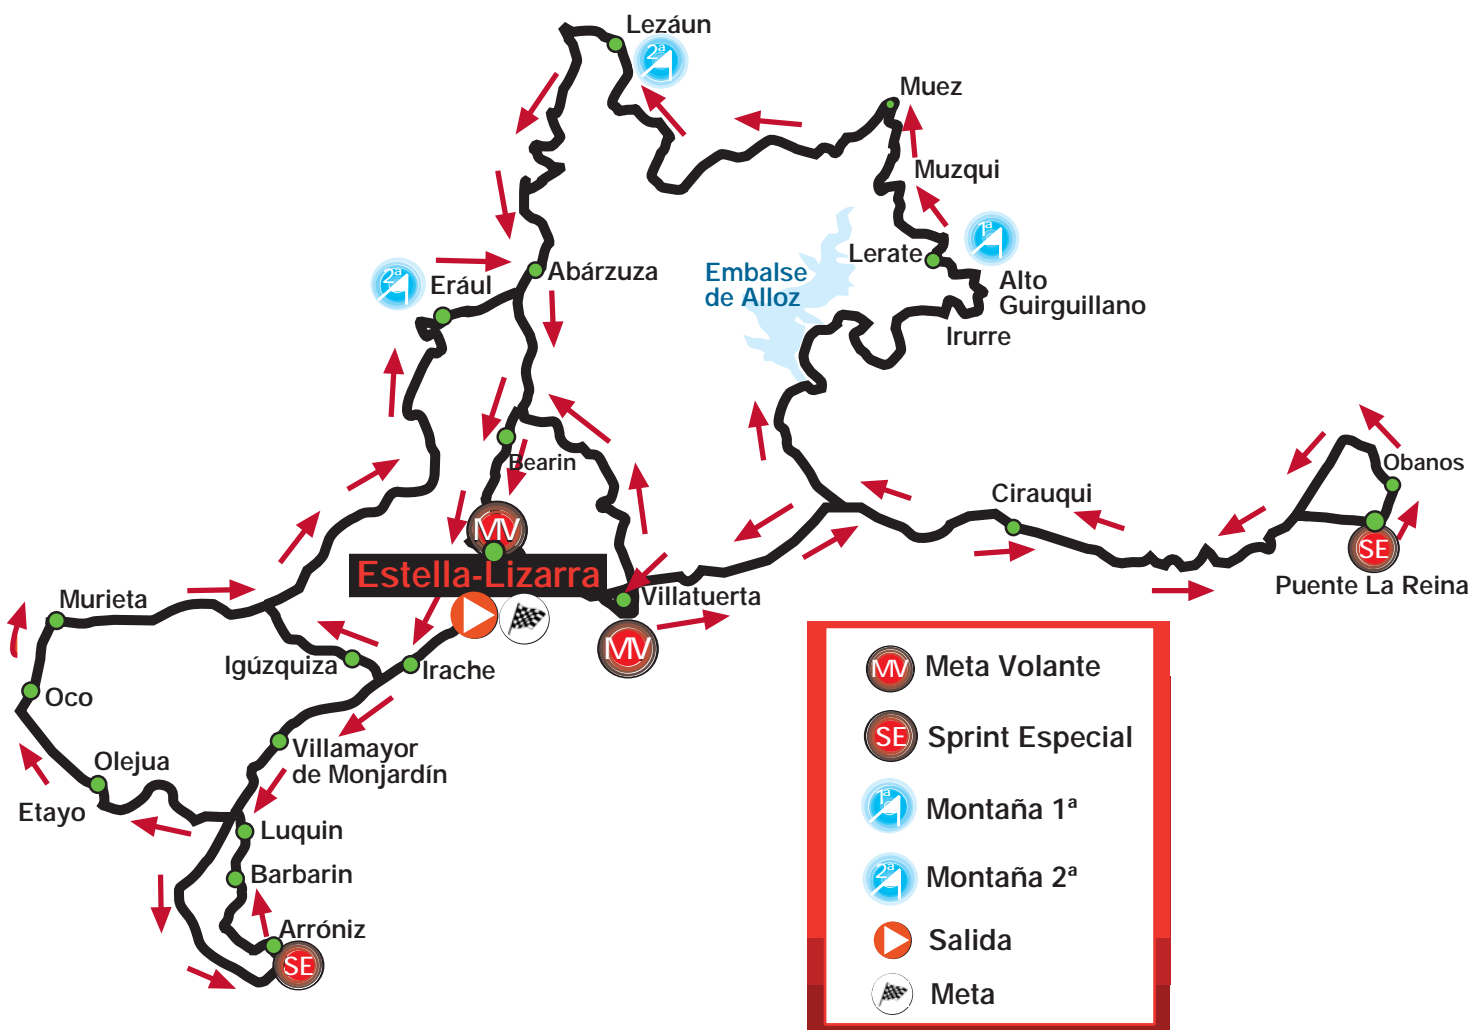 Lezáun
2ª
Muez
Muzqui
1ª
Lerate
Alto
Guirguillano
Irurre
Embalse
de Alloz
Abárzuza
2ª
Erául
Bearin
MV
Estella-Lizarra
Cirauqui
Obanos
SE
Puente La Reina
Villatuerta
MV
Murieta
Igúzquiza
Irache
Oco
Villamayor
de Monjardín
Olejua
Etayo
Luquin
Barbarin
Arróniz
SE
MV Meta Volante
SE Sprint Especial
1ª Montaña 1ª
2ª Montaña 2ª
Salida
Meta